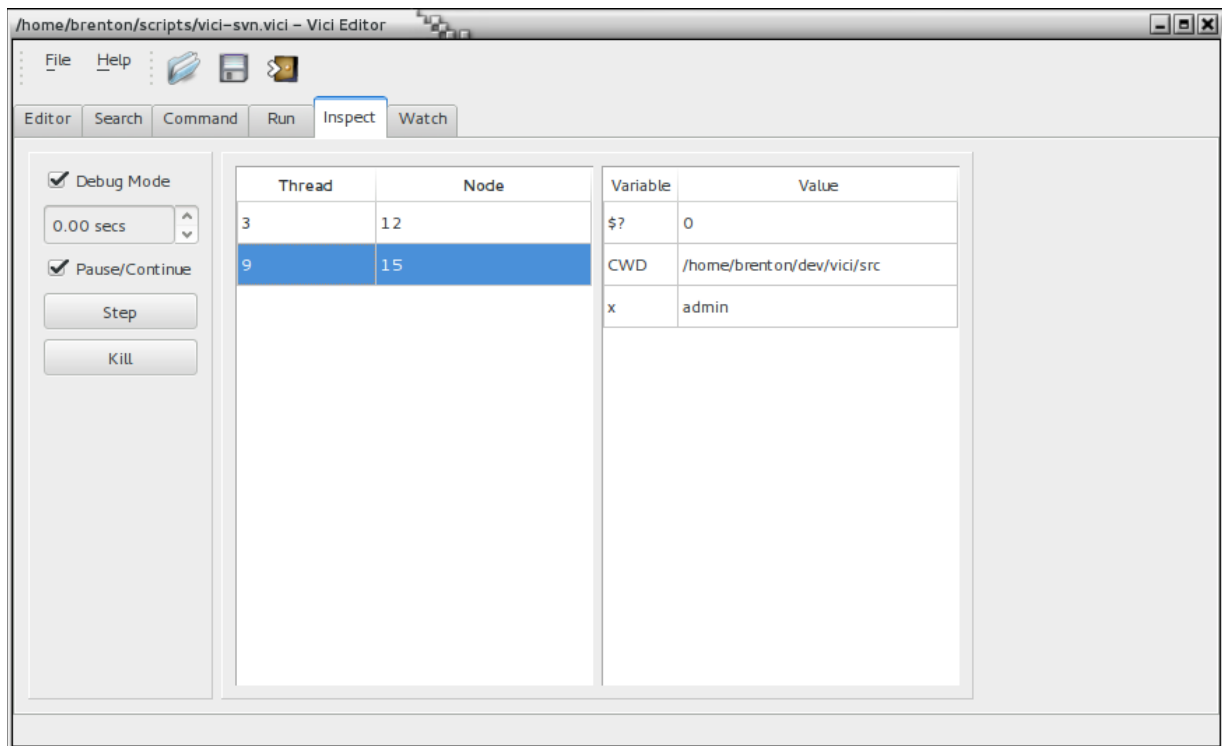 /home/brenton/scripts/vici-svn.vici - Vici Editor
File Help
Editor Search Command Run Inspect Watch
Debug Mode
0.00 secs
Pause/Continue
Step
Kill
Thread Node
3 12
9 15
Variable Value
$? 0
CWD /home/brenton/dev/vici/src
x admin